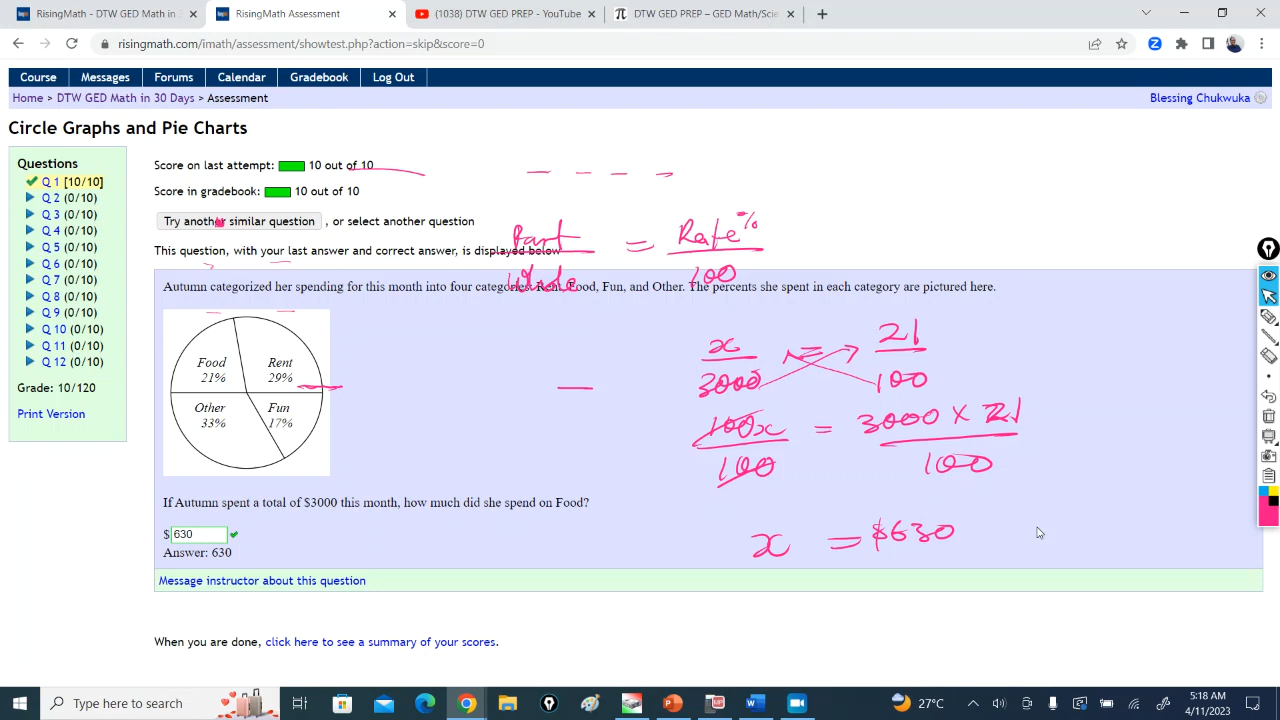 RisingMath - DTW GED Math in 3
RisingMath Assessment
(1038) DTW GED PREP - YouTube
DTW GED PREP – GED Math/Scie
risingmath.com/imath/assessment/showtest.php?action=skip&score=0
Course Messages Forums Calendar Gradebook Log Out
Home > DTW GED Math in 30 Days > Assessment
Blessing Chukwuka
Circle Graphs and Pie Charts
Questions
Q 1 [10/10]
Q 2 (0/10)
Q 3 (0/10)
Q 4 (0/10)
Q 5 (0/10)
Q 6 (0/10)
Q 7 (0/10)
Q 8 (0/10)
Q 9 (0/10)
Q 10 (0/10)
Q 11 (0/10)
Q 12 (0/10)
Grade: 10/120
Print Version
Score on last attempt: 10 out of 10
Score in gradebook: 10 out of 10
Try another similar question , or select another question
This question, with your last answer and correct answer, is displayed below
Part = Rate%
Whole 100
Autumn categorized her spending for this month into four categories: Rent, Food, Fun, and Other. The percents she spent in each category are pictured here.
Food
21%
Rent
29%
Other
33%
Fun
17%
x = 21
3000 100
100x = 3000 × 21
100 100
x = $630
If Autumn spent a total of $3000 this month, how much did she spend on Food?
$ 630
Answer: 630
Message instructor about this question
When you are done, click here to see a summary of your scores.
Type here to search
27°C
5:18 AM
4/11/2023